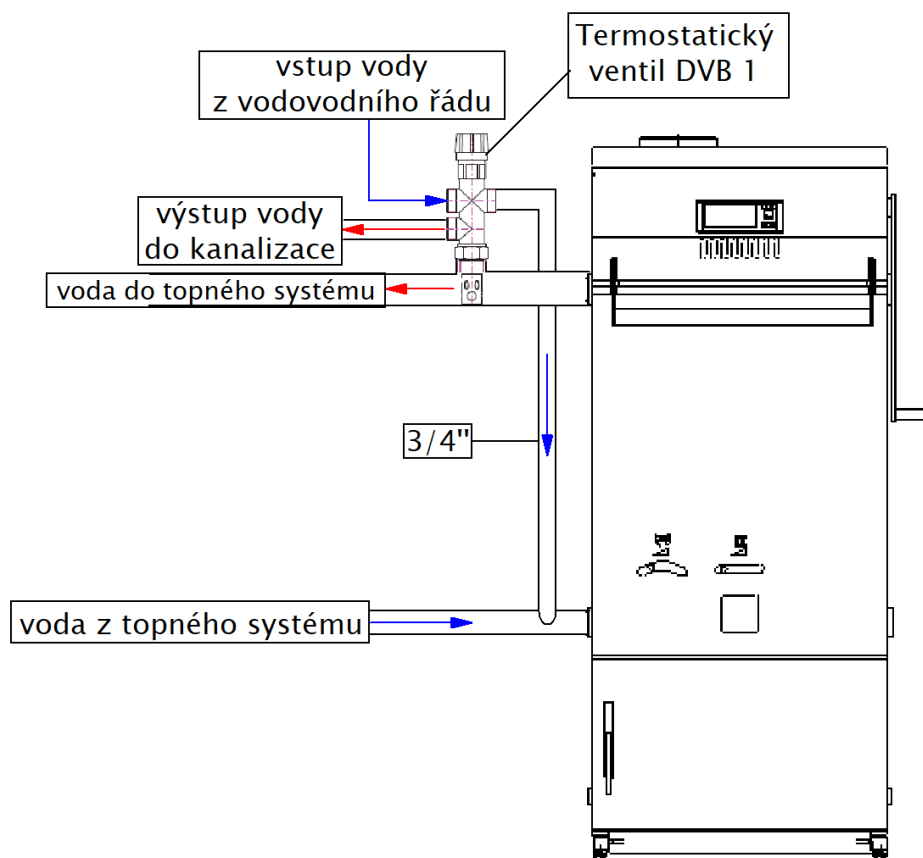 Termostatický
ventil DVB 1
vstup vody
z vodovodního řádu
výstup vody
do kanalizace
voda do topného systému
3/4"
voda z topného systému